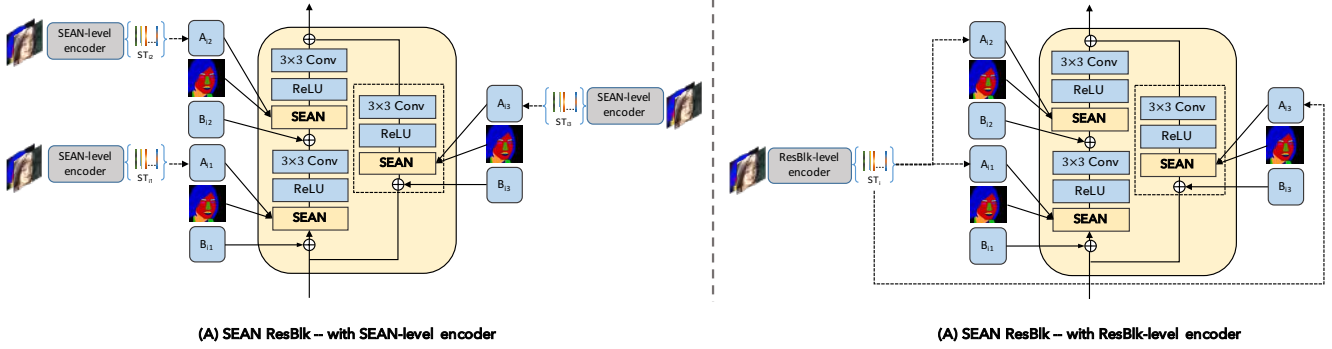 SEAN-level
encoder
ST_i2
A_i2
3×3 Conv
ReLU
SEAN
B_i2
SEAN-level
encoder
ST_i1
A_i1
3×3 Conv
ReLU
SEAN
B_i1
3×3 Conv
ReLU
SEAN
A_i3
ST_i3
SEAN-level
encoder
B_i3
(A) SEAN ResBlk -- with SEAN-level encoder
ResBlk-level
encoder
ST_i
A_i2
3×3 Conv
ReLU
SEAN
B_i2
A_i1
3×3 Conv
ReLU
SEAN
B_i1
3×3 Conv
ReLU
SEAN
A_i3
B_i3
(A) SEAN ResBlk -- with ResBlk-level encoder